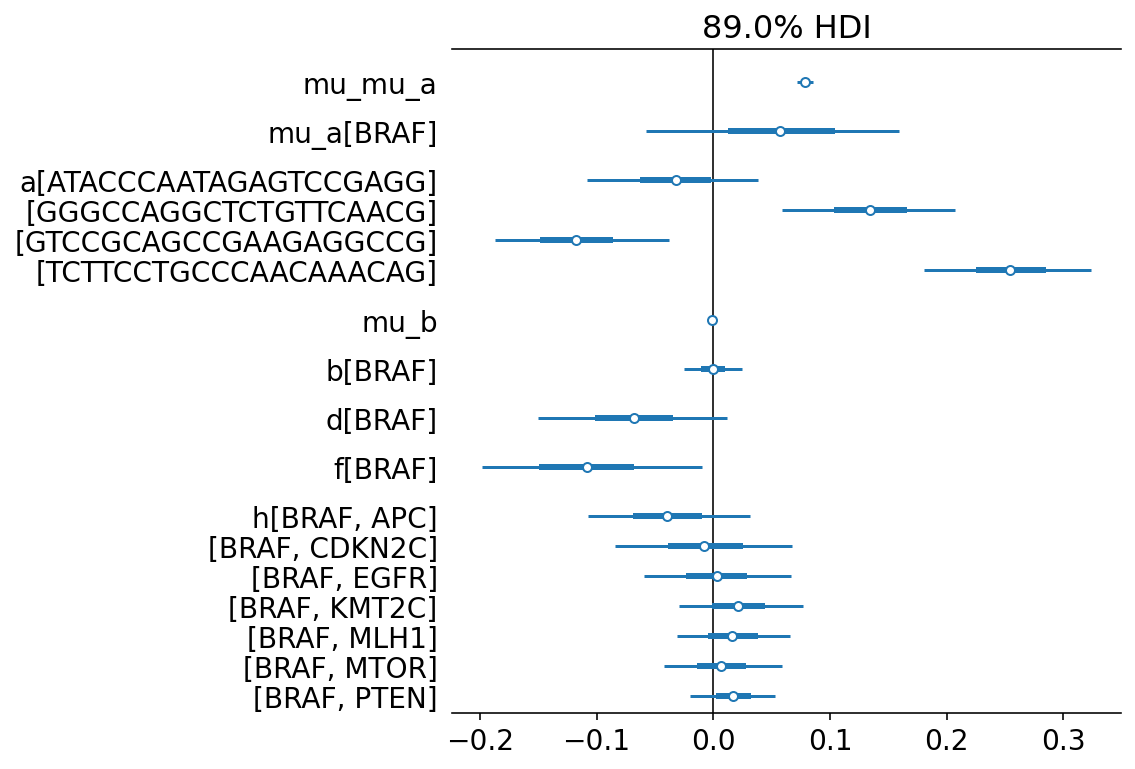 89.0% HDI
mu_mu_a
mu_a[BRAF]
a[ATACCCAATAGAGTCCGAGG]
[GGGCCAGGCTCTGTTCAACG]
[GTCCGCAGCCGAAGAGGCCG]
[TCTTCCTGCCCAACAAACAG]
mu_b
b[BRAF]
d[BRAF]
f[BRAF]
h[BRAF, APC]
[BRAF, CDKN2C]
[BRAF, EGFR]
[BRAF, KMT2C]
[BRAF, MLH1]
[BRAF, MTOR]
[BRAF, PTEN]
−0.2 −0.1 0.0 0.1 0.2 0.3